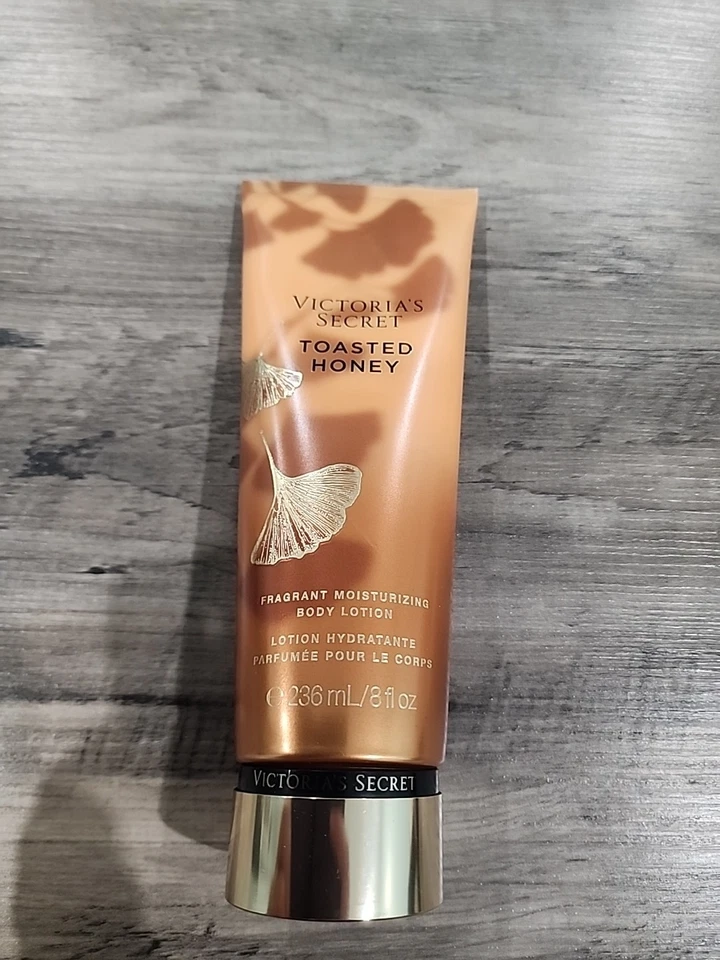 VICTORIA'S
SECRET
TOASTED
HONEY
FRAGRANT MOISTURIZING
BODY LOTION
LOTION HYDRATANTE
PARFUMÉE POUR LE CORPS
℮ 236 mL/8 fl oz
VICTORIA'S SECRET